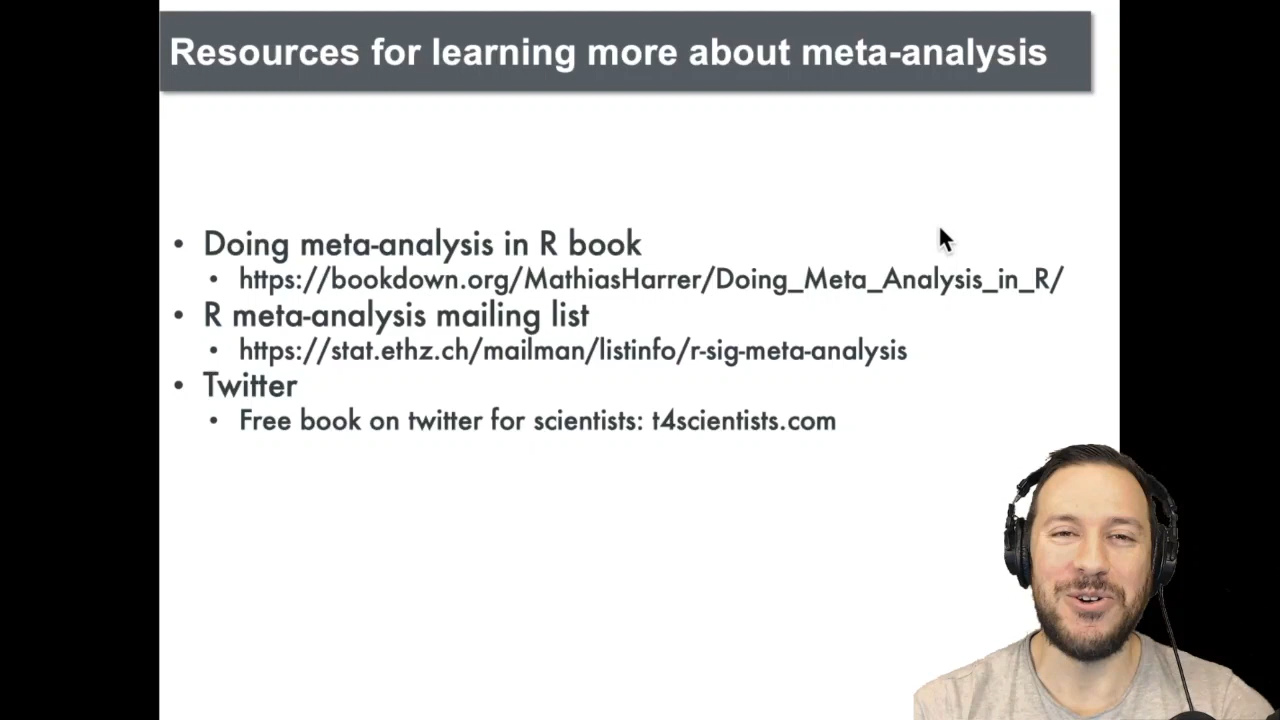 Resources for learning more about meta-analysis
• Doing meta-analysis in R book
• https://bookdown.org/MathiasHarrer/Doing_Meta_Analysis_in_R/
• R meta-analysis mailing list
• https://stat.ethz.ch/mailman/listinfo/r-sig-meta-analysis
• Twitter
• Free book on twitter for scientists: t4scientists.com